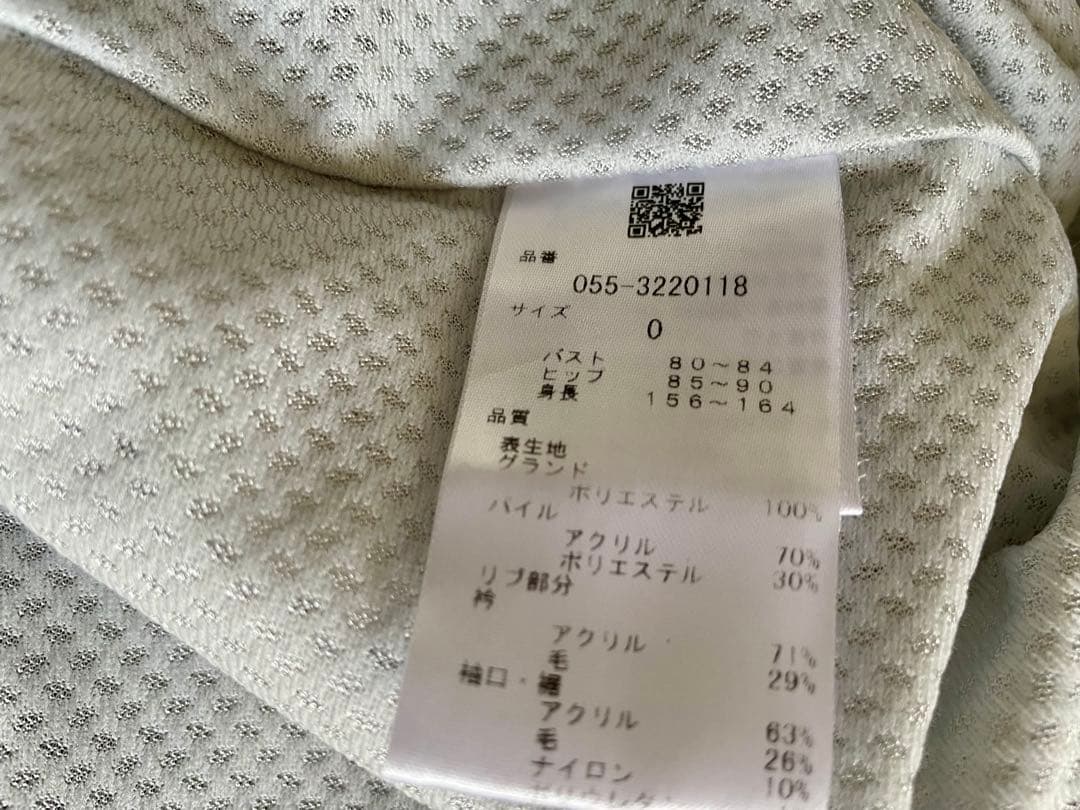 品番
055-3220118
サイズ
0
バスト 80～84
ヒップ 85～90
身長 156～164
品質
表生地
グランド
ポリエステル 100%
パイル
アクリル 70%
ポリエステル 30%
リブ部分
衿
アクリル 71%
毛 29%
袖口・裾
アクリル 63%
毛 26%
ナイロン 10%